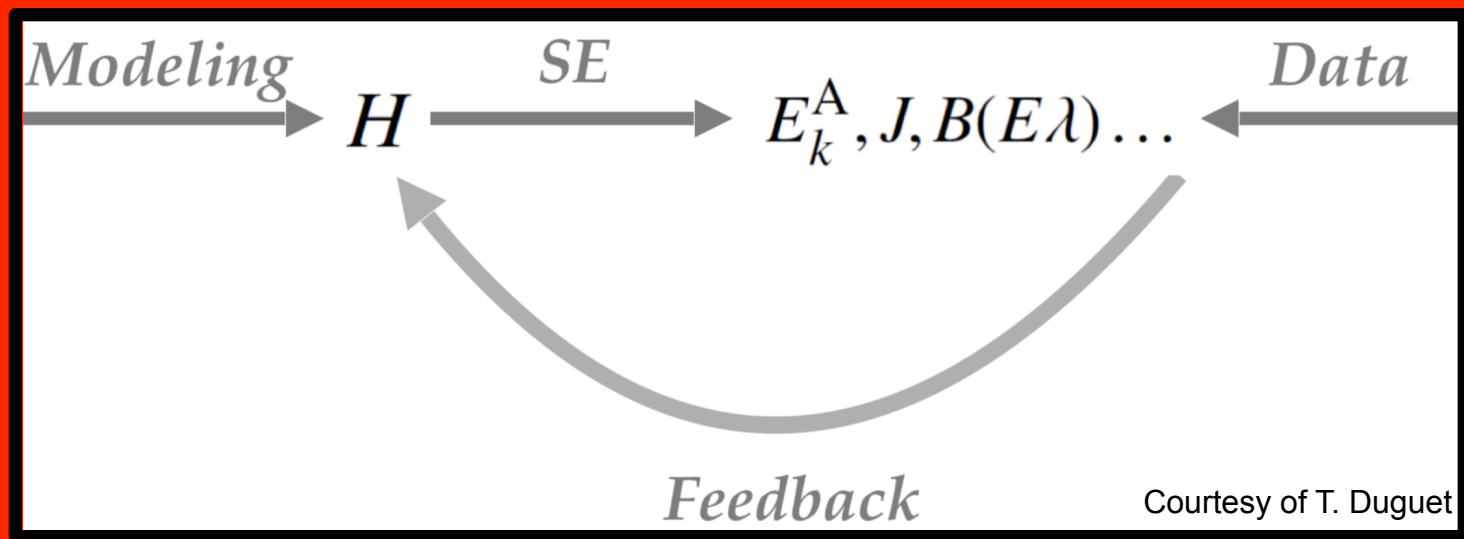 Modeling SE Data
H E_k^A, J, B(Eλ)...
Feedback
Courtesy of T. Duguet